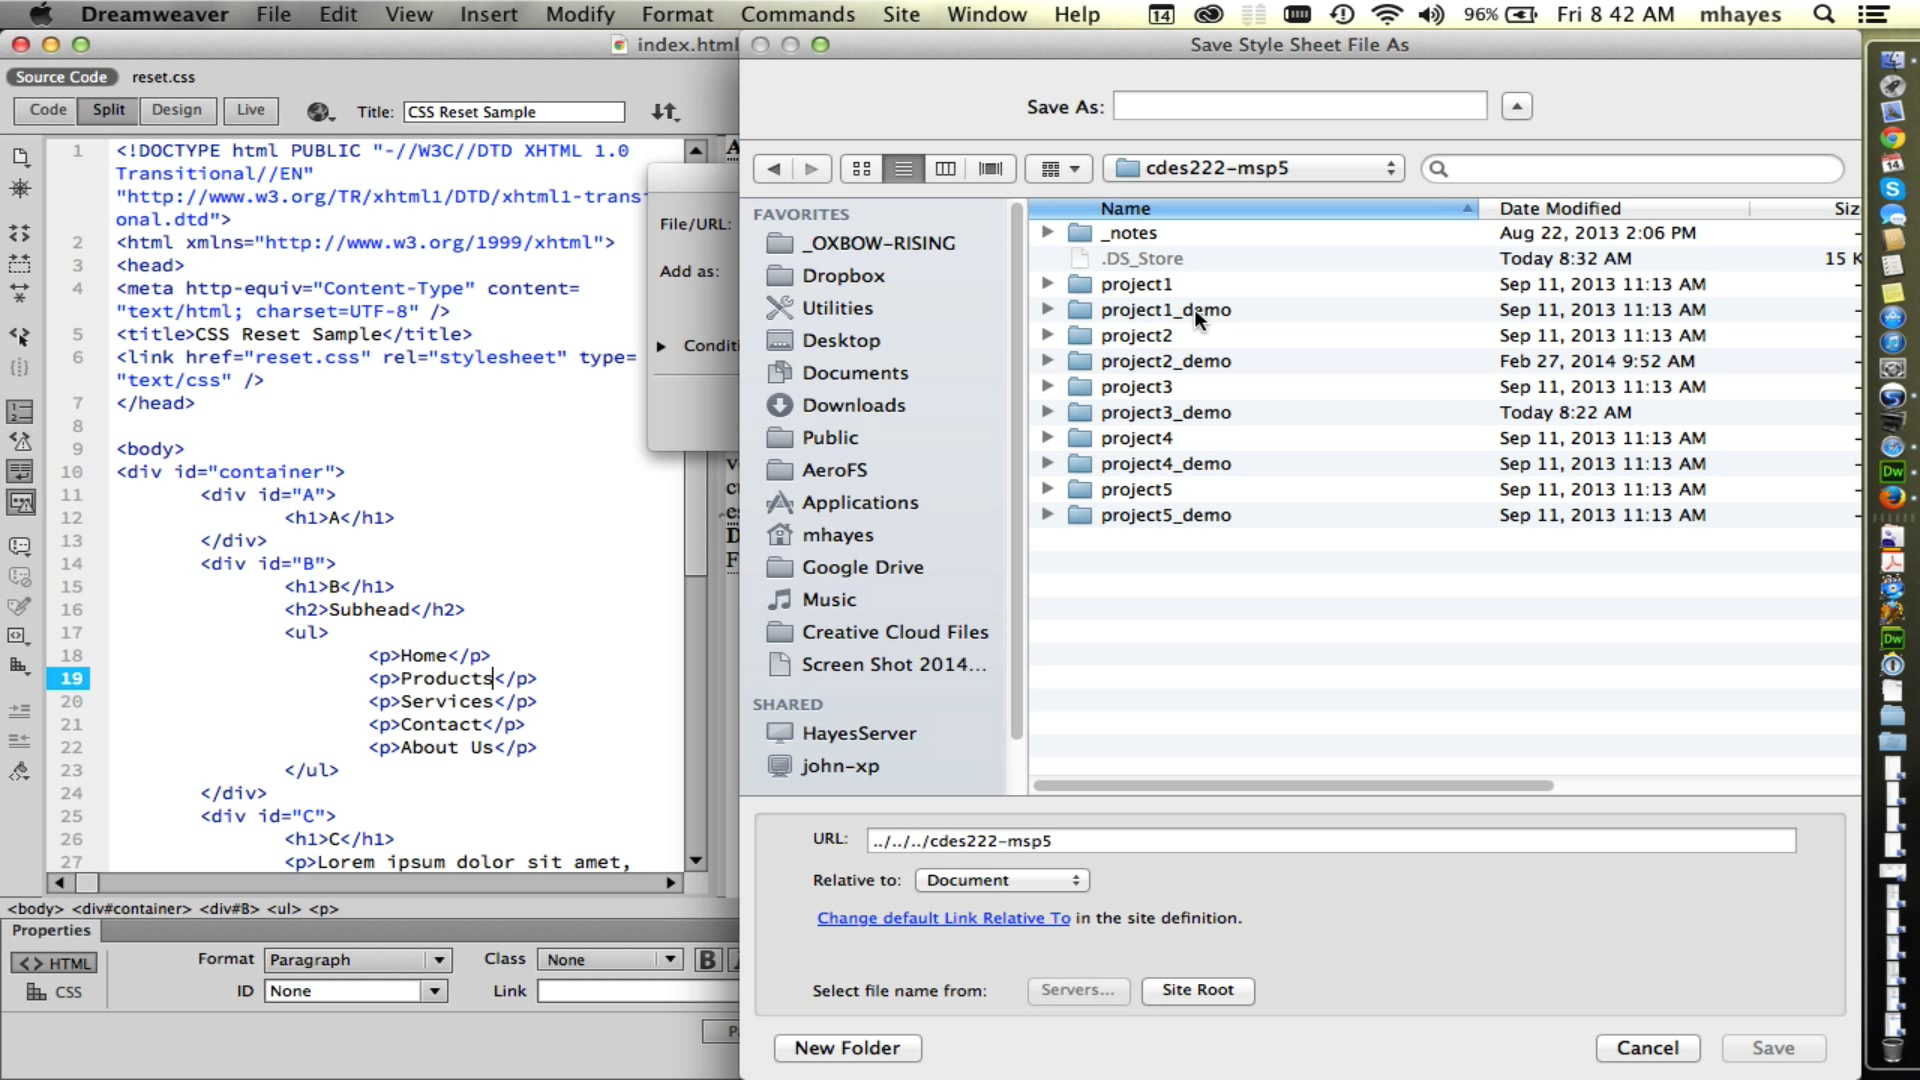 Dreamweaver File Edit View Insert Modify Format Commands Site Window Help 14 96% Fri 8 42 AM mhayes
index.html
Save Style Sheet File As
Source Code reset.css
Code Split Design Live Title: CSS Reset Sample
Save As:
cdes222-msp5
1 <!DOCTYPE html PUBLIC "-//W3C//DTD XHTML 1.0
Transitional//EN"
"http://www.w3.org/TR/xhtml1/DTD/xhtml1-trans
onal.dtd">
2 <html xmlns="http://www.w3.org/1999/xhtml">
3 <head>
4 <meta http-equiv="Content-Type" content=
"text/html; charset=UTF-8" />
5 <title>CSS Reset Sample</title>
6 <link href="reset.css" rel="stylesheet" type=
"text/css" />
7 </head>
8
9 <body>
10 <div id="container">
11 <div id="A">
12 <h1>A</h1>
13 </div>
14 <div id="B">
15 <h1>B</h1>
16 <h2>Subhead</h2>
17 <ul>
18 <p>Home</p>
19 <p>Products</p>
20 <p>Services</p>
21 <p>Contact</p>
22 <p>About Us</p>
23 </ul>
24 </div>
25 <div id="C">
26 <h1>C</h1>
27 <p>Lorem ipsum dolor sit amet,
<body> <div#container> <div#B> <ul> <p>
Properties
<> HTML Format Paragraph Class None B
CSS ID None Link
File/URL:
Add as:
Conditi
FAVORITES
_OXBOW-RISING
Dropbox
Utilities
Desktop
Documents
Downloads
Public
AeroFS
Applications
mhayes
Google Drive
Music
Creative Cloud Files
Screen Shot 2014...
SHARED
HayesServer
john-xp
Name Date Modified Siz
_notes Aug 22, 2013 2:06 PM –
.DS_Store Today 8:32 AM 15 K
project1 Sep 11, 2013 11:13 AM –
project1_demo Sep 11, 2013 11:13 AM –
project2 Sep 11, 2013 11:13 AM –
project2_demo Feb 27, 2014 9:52 AM –
project3 Sep 11, 2013 11:13 AM –
project3_demo Today 8:22 AM –
project4 Sep 11, 2013 11:13 AM –
project4_demo Sep 11, 2013 11:13 AM –
project5 Sep 11, 2013 11:13 AM –
project5_demo Sep 11, 2013 11:13 AM –
URL: ../../../cdes222-msp5
Relative to: Document
Change default Link Relative To in the site definition.
Select file name from: Servers... Site Root
New Folder Cancel Save
14
Dw
Dw